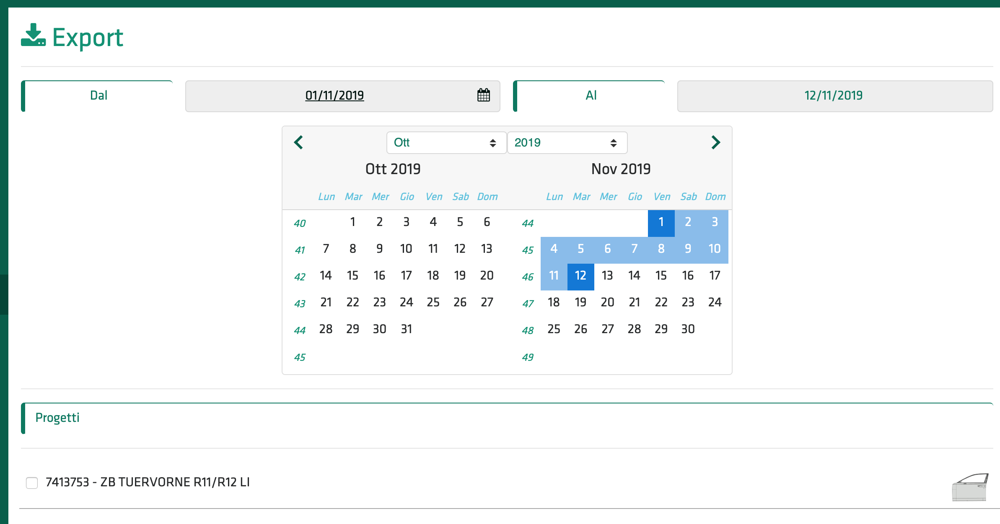 Export
Dal 01/11/2019 Al 12/11/2019
Ott 2019
Ott 2019 Nov 2019
Lun Mar Mer Gio Ven Sab Dom Lun Mar Mer Gio Ven Sab Dom
40 1 2 3 4 5 6 44 1 2 3
41 7 8 9 10 11 12 13 45 4 5 6 7 8 9 10
42 14 15 16 17 18 19 20 46 11 12 13 14 15 16 17
43 21 22 23 24 25 26 27 47 18 19 20 21 22 23 24
44 28 29 30 31 48 25 26 27 28 29 30
45 49
Progetti
7413753 - ZB TUERVORNE R11/R12 LI